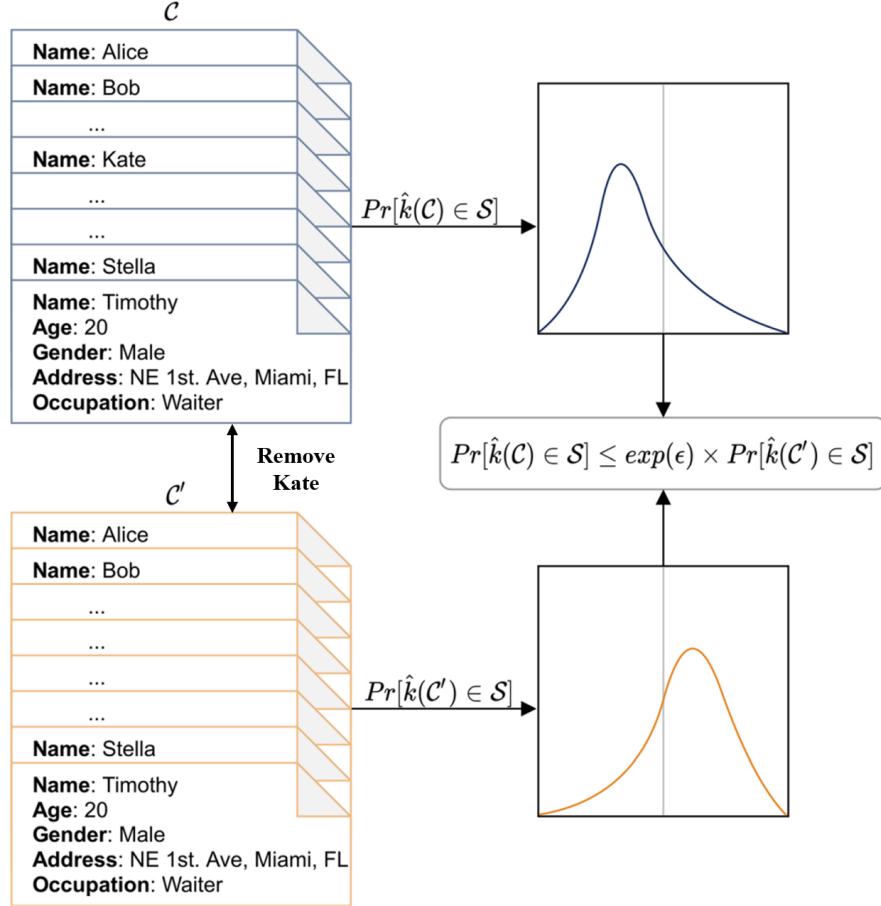 𝒞
Name: Alice
Name: Bob
...
Name: Kate
...
...
Name: Stella
Name: Timothy
Age: 20
Gender: Male
Address: NE 1st. Ave, Miami, FL
Occupation: Waiter
Pr[k̂(𝒞) ∈ 𝒮]
Remove
Kate
Pr[k̂(𝒞) ∈ 𝒮] ≤ exp(ϵ) × Pr[k̂(𝒞′) ∈ 𝒮]
𝒞′
Name: Alice
Name: Bob
...
...
...
...
Name: Stella
Name: Timothy
Age: 20
Gender: Male
Address: NE 1st. Ave, Miami, FL
Occupation: Waiter
Pr[k̂(𝒞′) ∈ 𝒮]